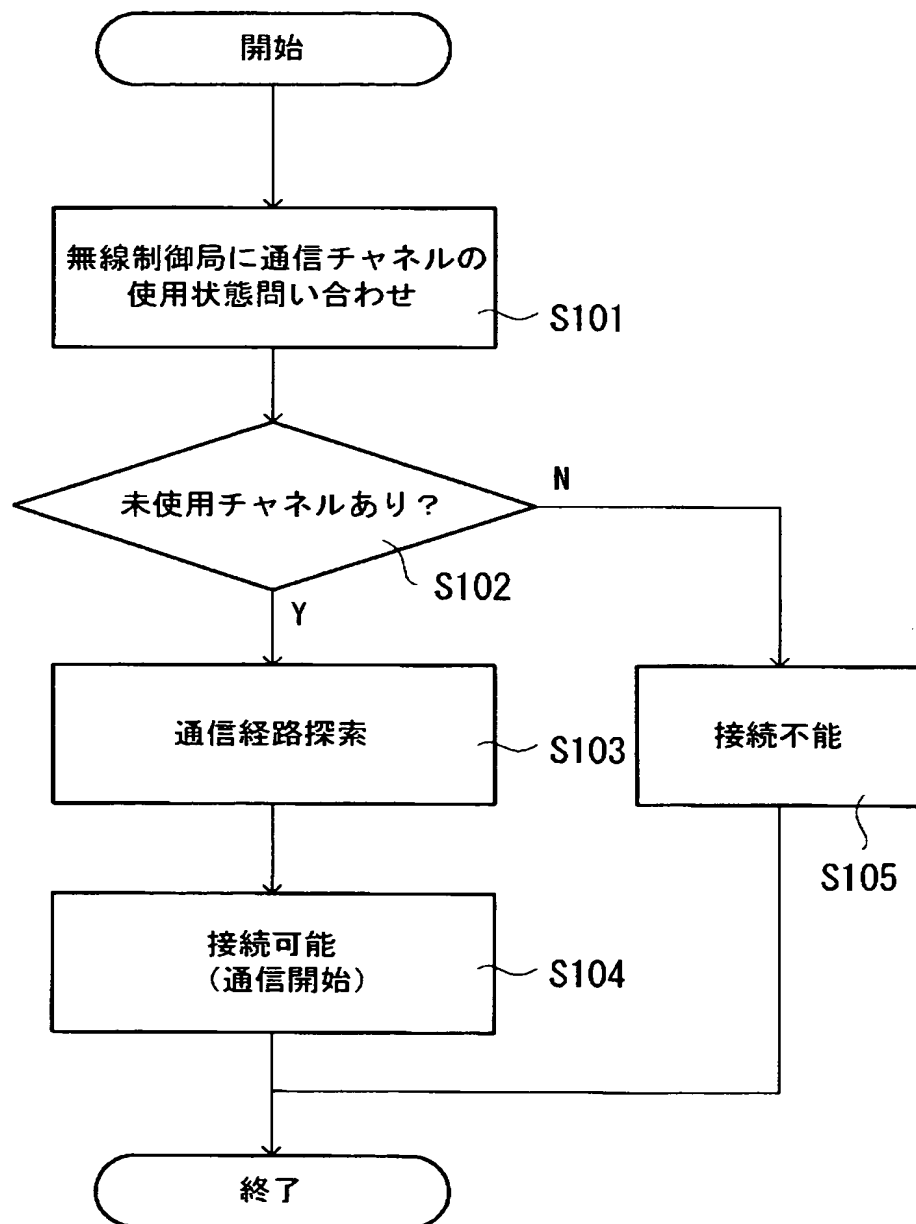 開始
無線制御局に通信チャネルの
使用状態問い合わせ
S101
未使用チャネルあり？
N
S102
Y
通信経路探索
S103
接続不能
S105
接続可能
（通信開始）
S104
終了